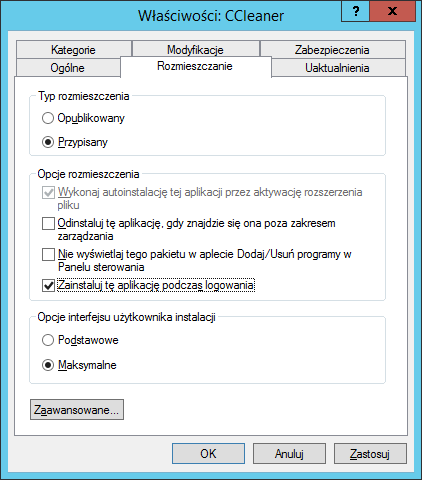 Właściwości: CCleaner
?
x
Kategorie
Modyfikacje
Zabezpieczenia
Ogólne
Rozmieszczanie
Uaktualnienia
Typ rozmieszczenia
Opublikowany
Przypisany
Opcje rozmieszczenia
Wykonaj autoinstalację tej aplikacji przez aktywację rozszerzenia
pliku
Odinstaluj tę aplikację, gdy znajdzie się ona poza zakresem
zarządzania
Nie wyświetlaj tego pakietu w aplecie Dodaj/Usuń programy w
Panelu sterowania
Zainstaluj tę aplikację podczas logowania
Opcje interfejsu użytkownika instalacji
Podstawowe
Maksymalne
Zaawansowane...
OK
Anuluj
Zastosuj